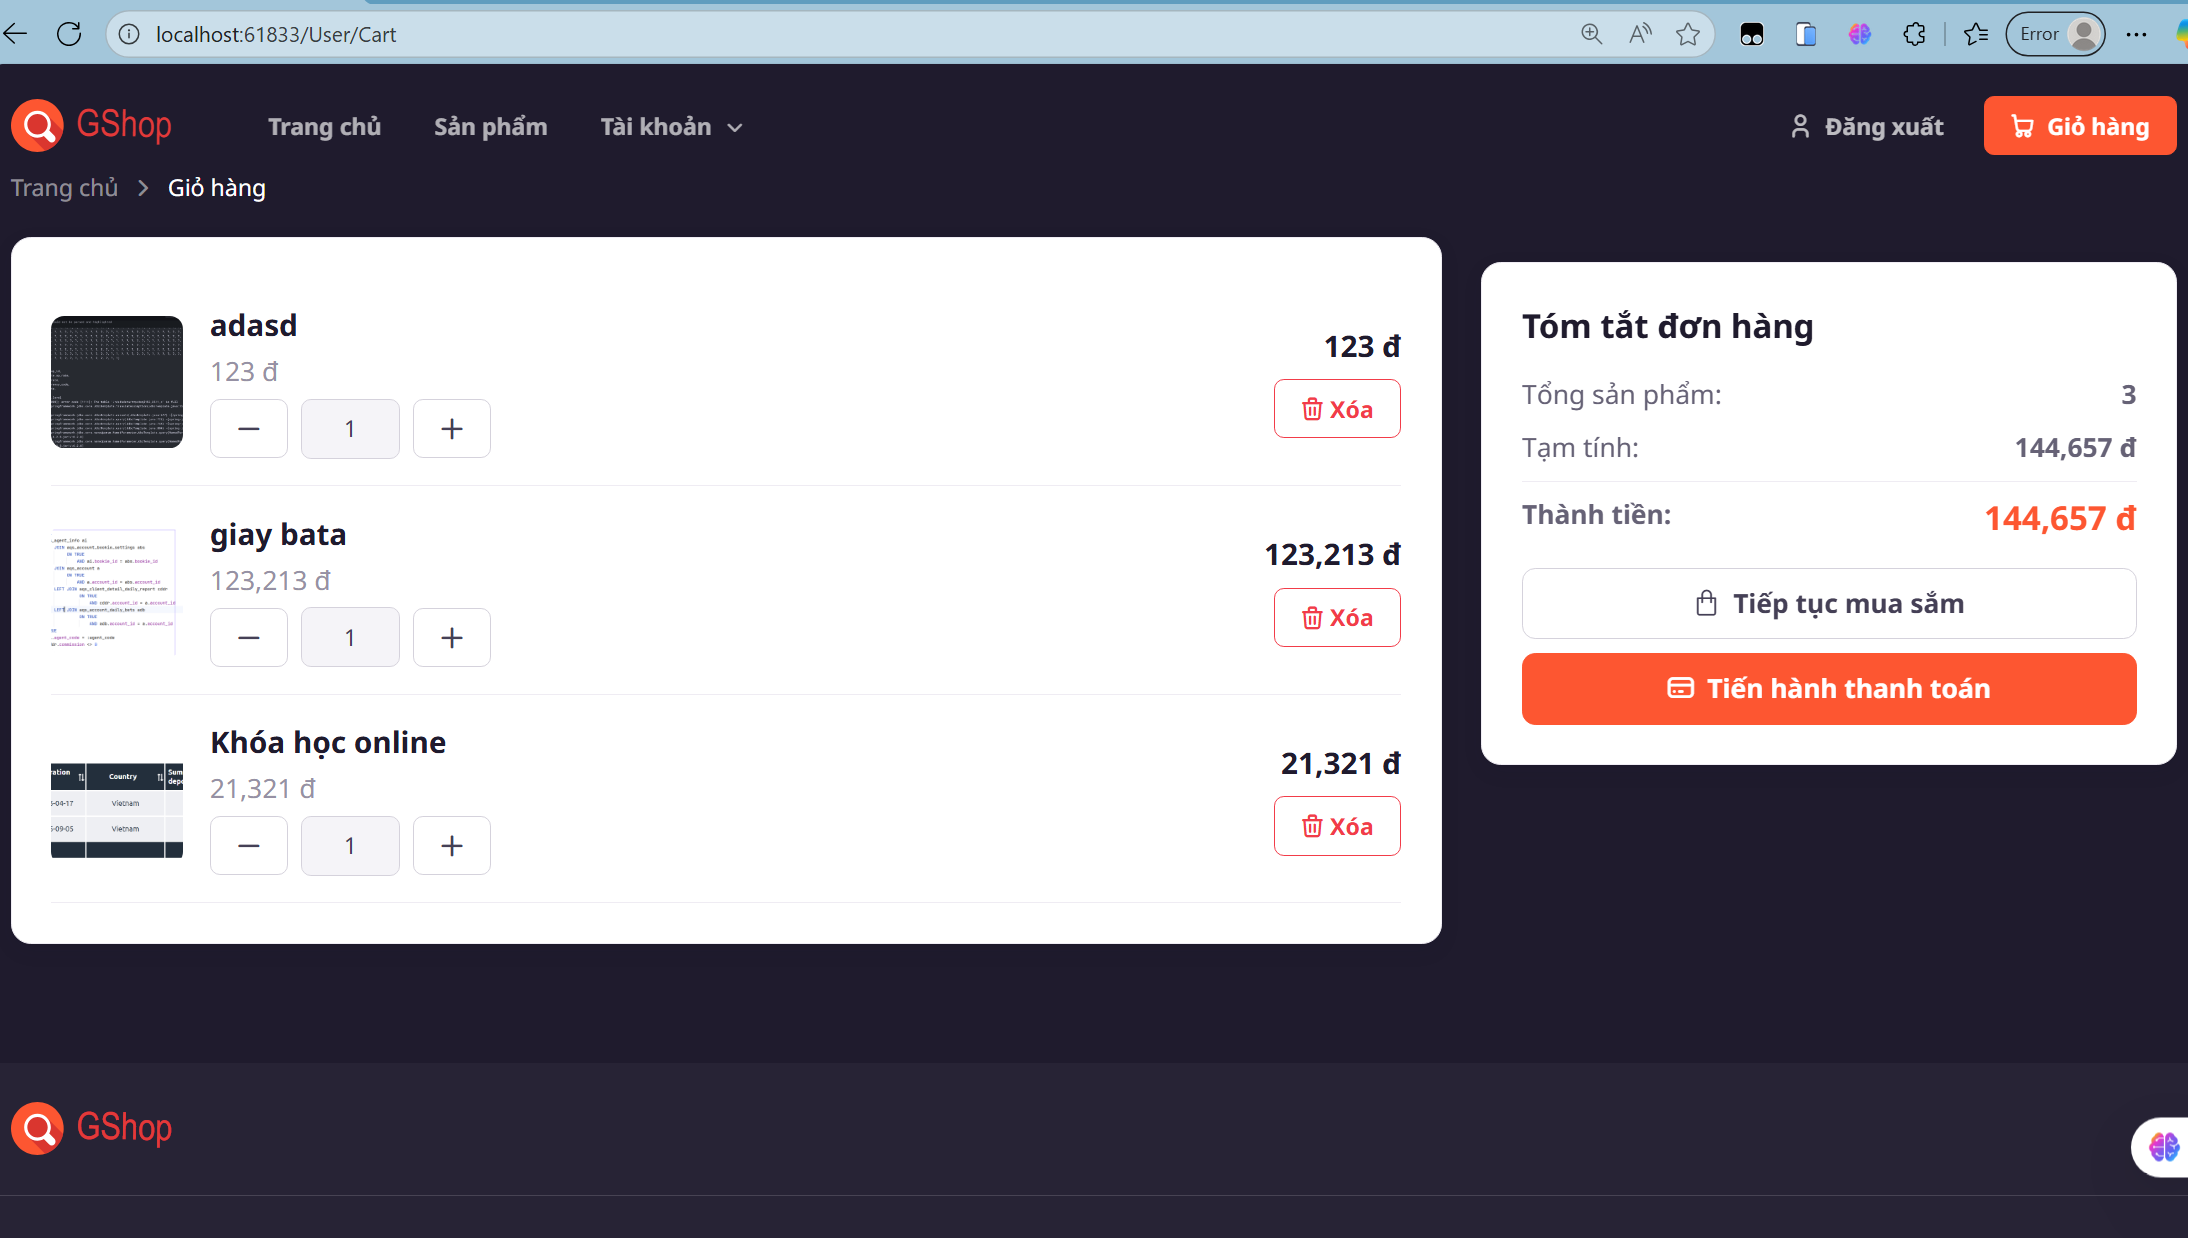 localhost:61833/User/Cart
Error
GShop
Trang chủ
Sản phẩm
Tài khoản
Đăng xuất
Giỏ hàng
Trang chủ > Giỏ hàng
adasd
123 đ
1
123 đ
Xóa
giay bata
123,213 đ
1
123,213 đ
Xóa
Country
Vietnam
Vietnam
Khóa học online
21,321 đ
1
21,321 đ
Xóa
Tóm tắt đơn hàng
Tổng sản phẩm: 3
Tạm tính: 144,657 đ
Thành tiền: 144,657 đ
Tiếp tục mua sắm
Tiến hành thanh toán
GShop